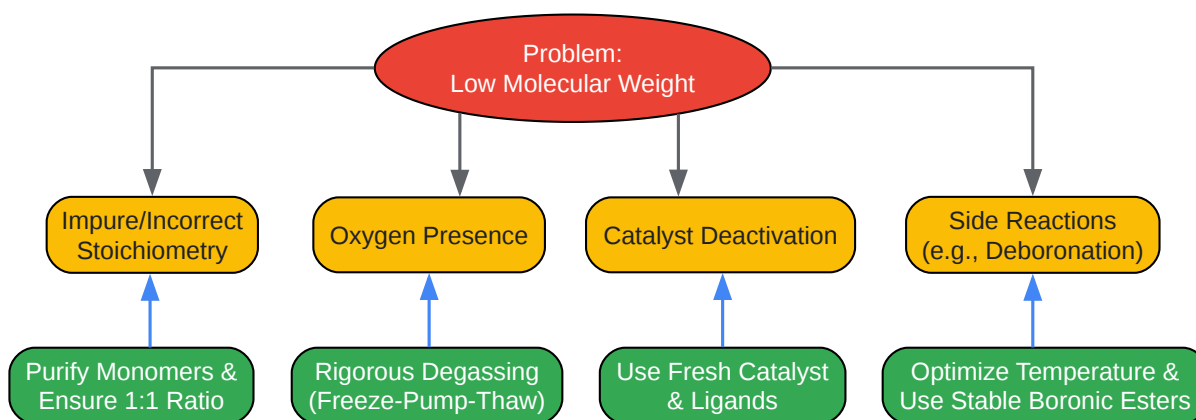 Problem:
Low Molecular Weight
Impure/Incorrect
Stoichiometry
Oxygen Presence
Catalyst Deactivation
Side Reactions
(e.g., Deboronation)
Purify Monomers &
Ensure 1:1 Ratio
Rigorous Degassing
(Freeze-Pump-Thaw)
Use Fresh Catalyst
& Ligands
Optimize Temperature &
Use Stable Boronic Esters